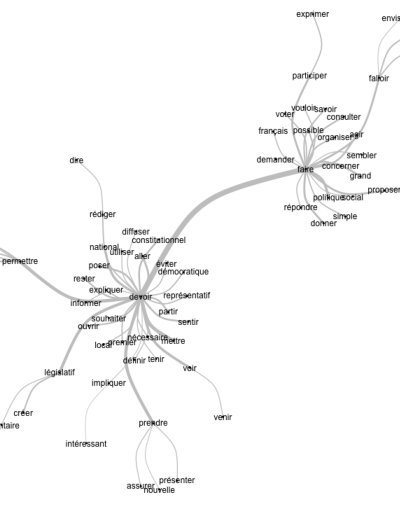 exprimer
envis
participer
falloir
vouloir
savoir
voter
consulter
français
possible
organiser
agir
dire
demander
sembler
concerner
faire
grand
proposer
politique
social
répondre
simple
rédiger
donner
diffuser
constitutionnel
national
utiliser
aller
permettre
poser
éviter
démocratique
rester
expliquer
devoir
représentatif
informer
partir
souhaiter
sentir
ouvrir
nécessaire
local
premier
mettre
définir
tenir
voir
législatif
impliquer
créer
venir
taire
prendre
intéressant
présenter
assurer
nouvelle